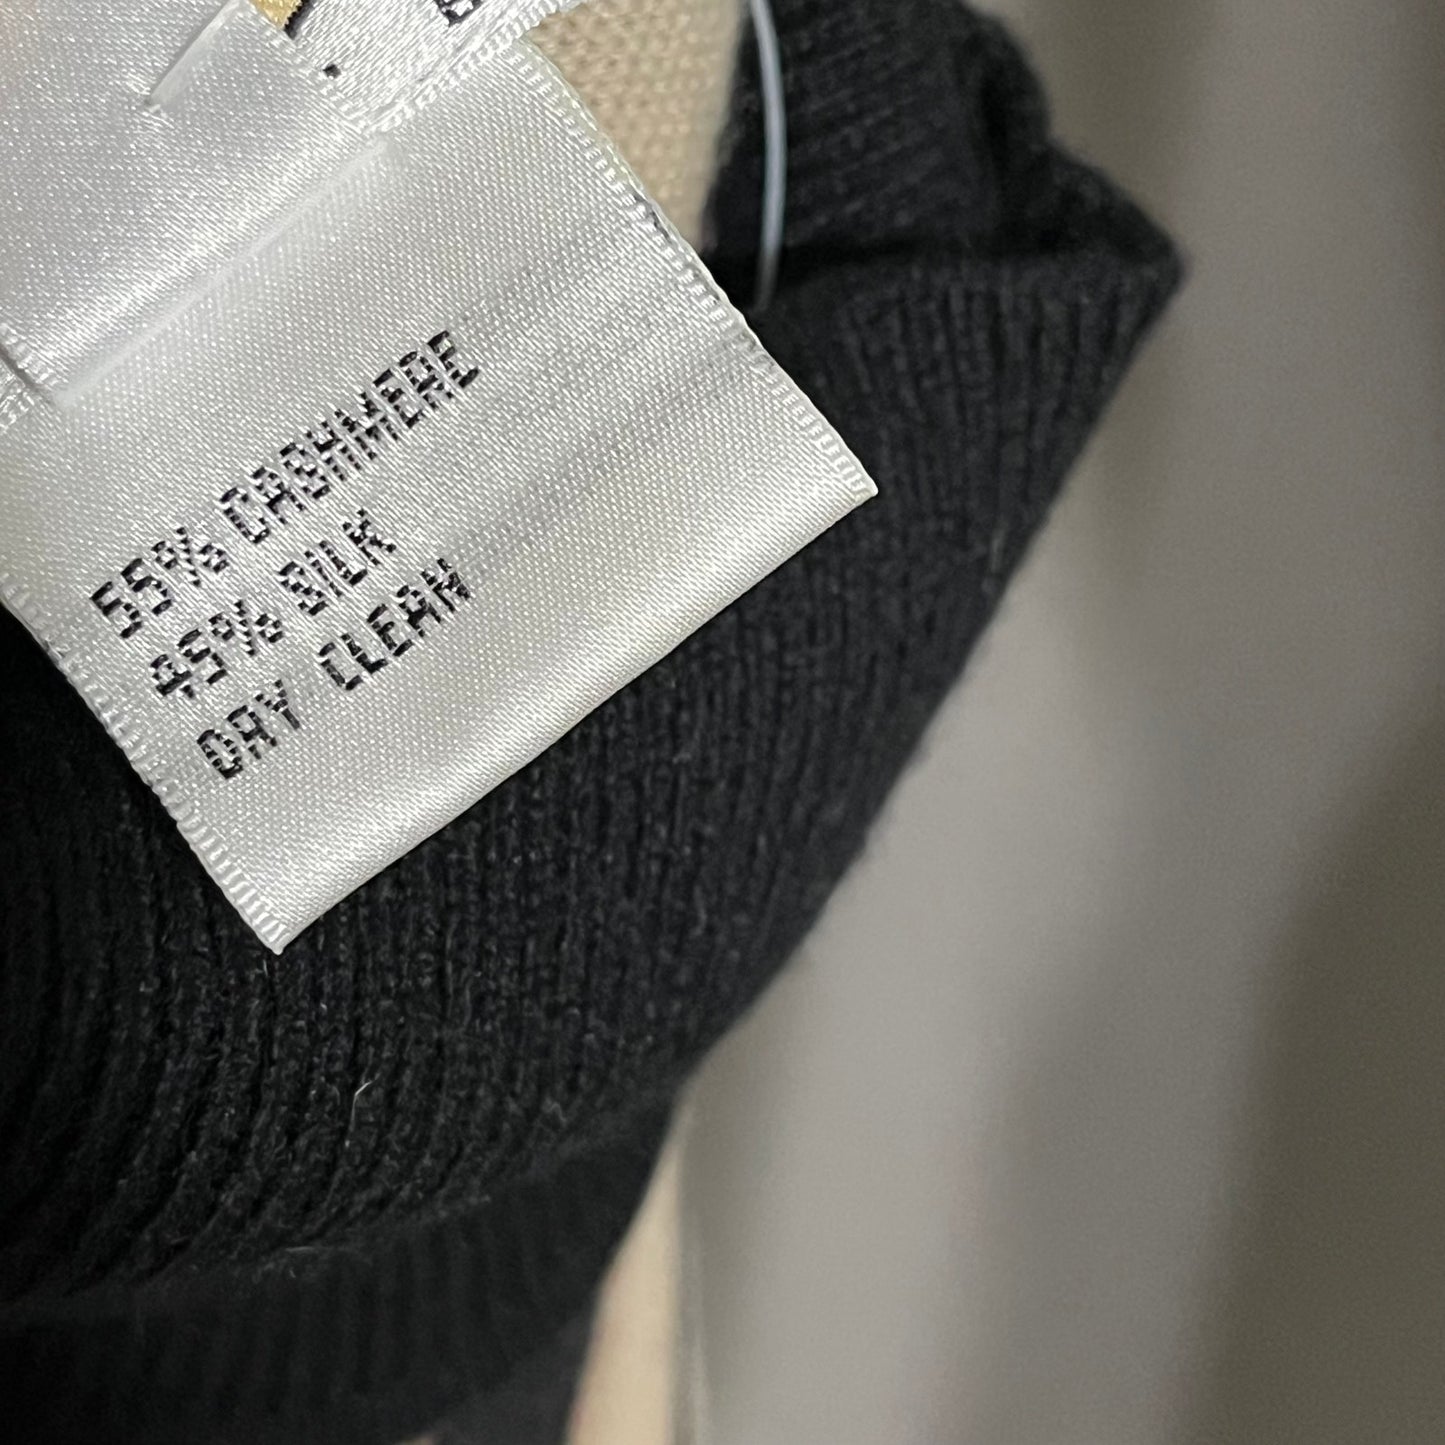 55% CASHMERE
45% SILK
DRY CLEAN